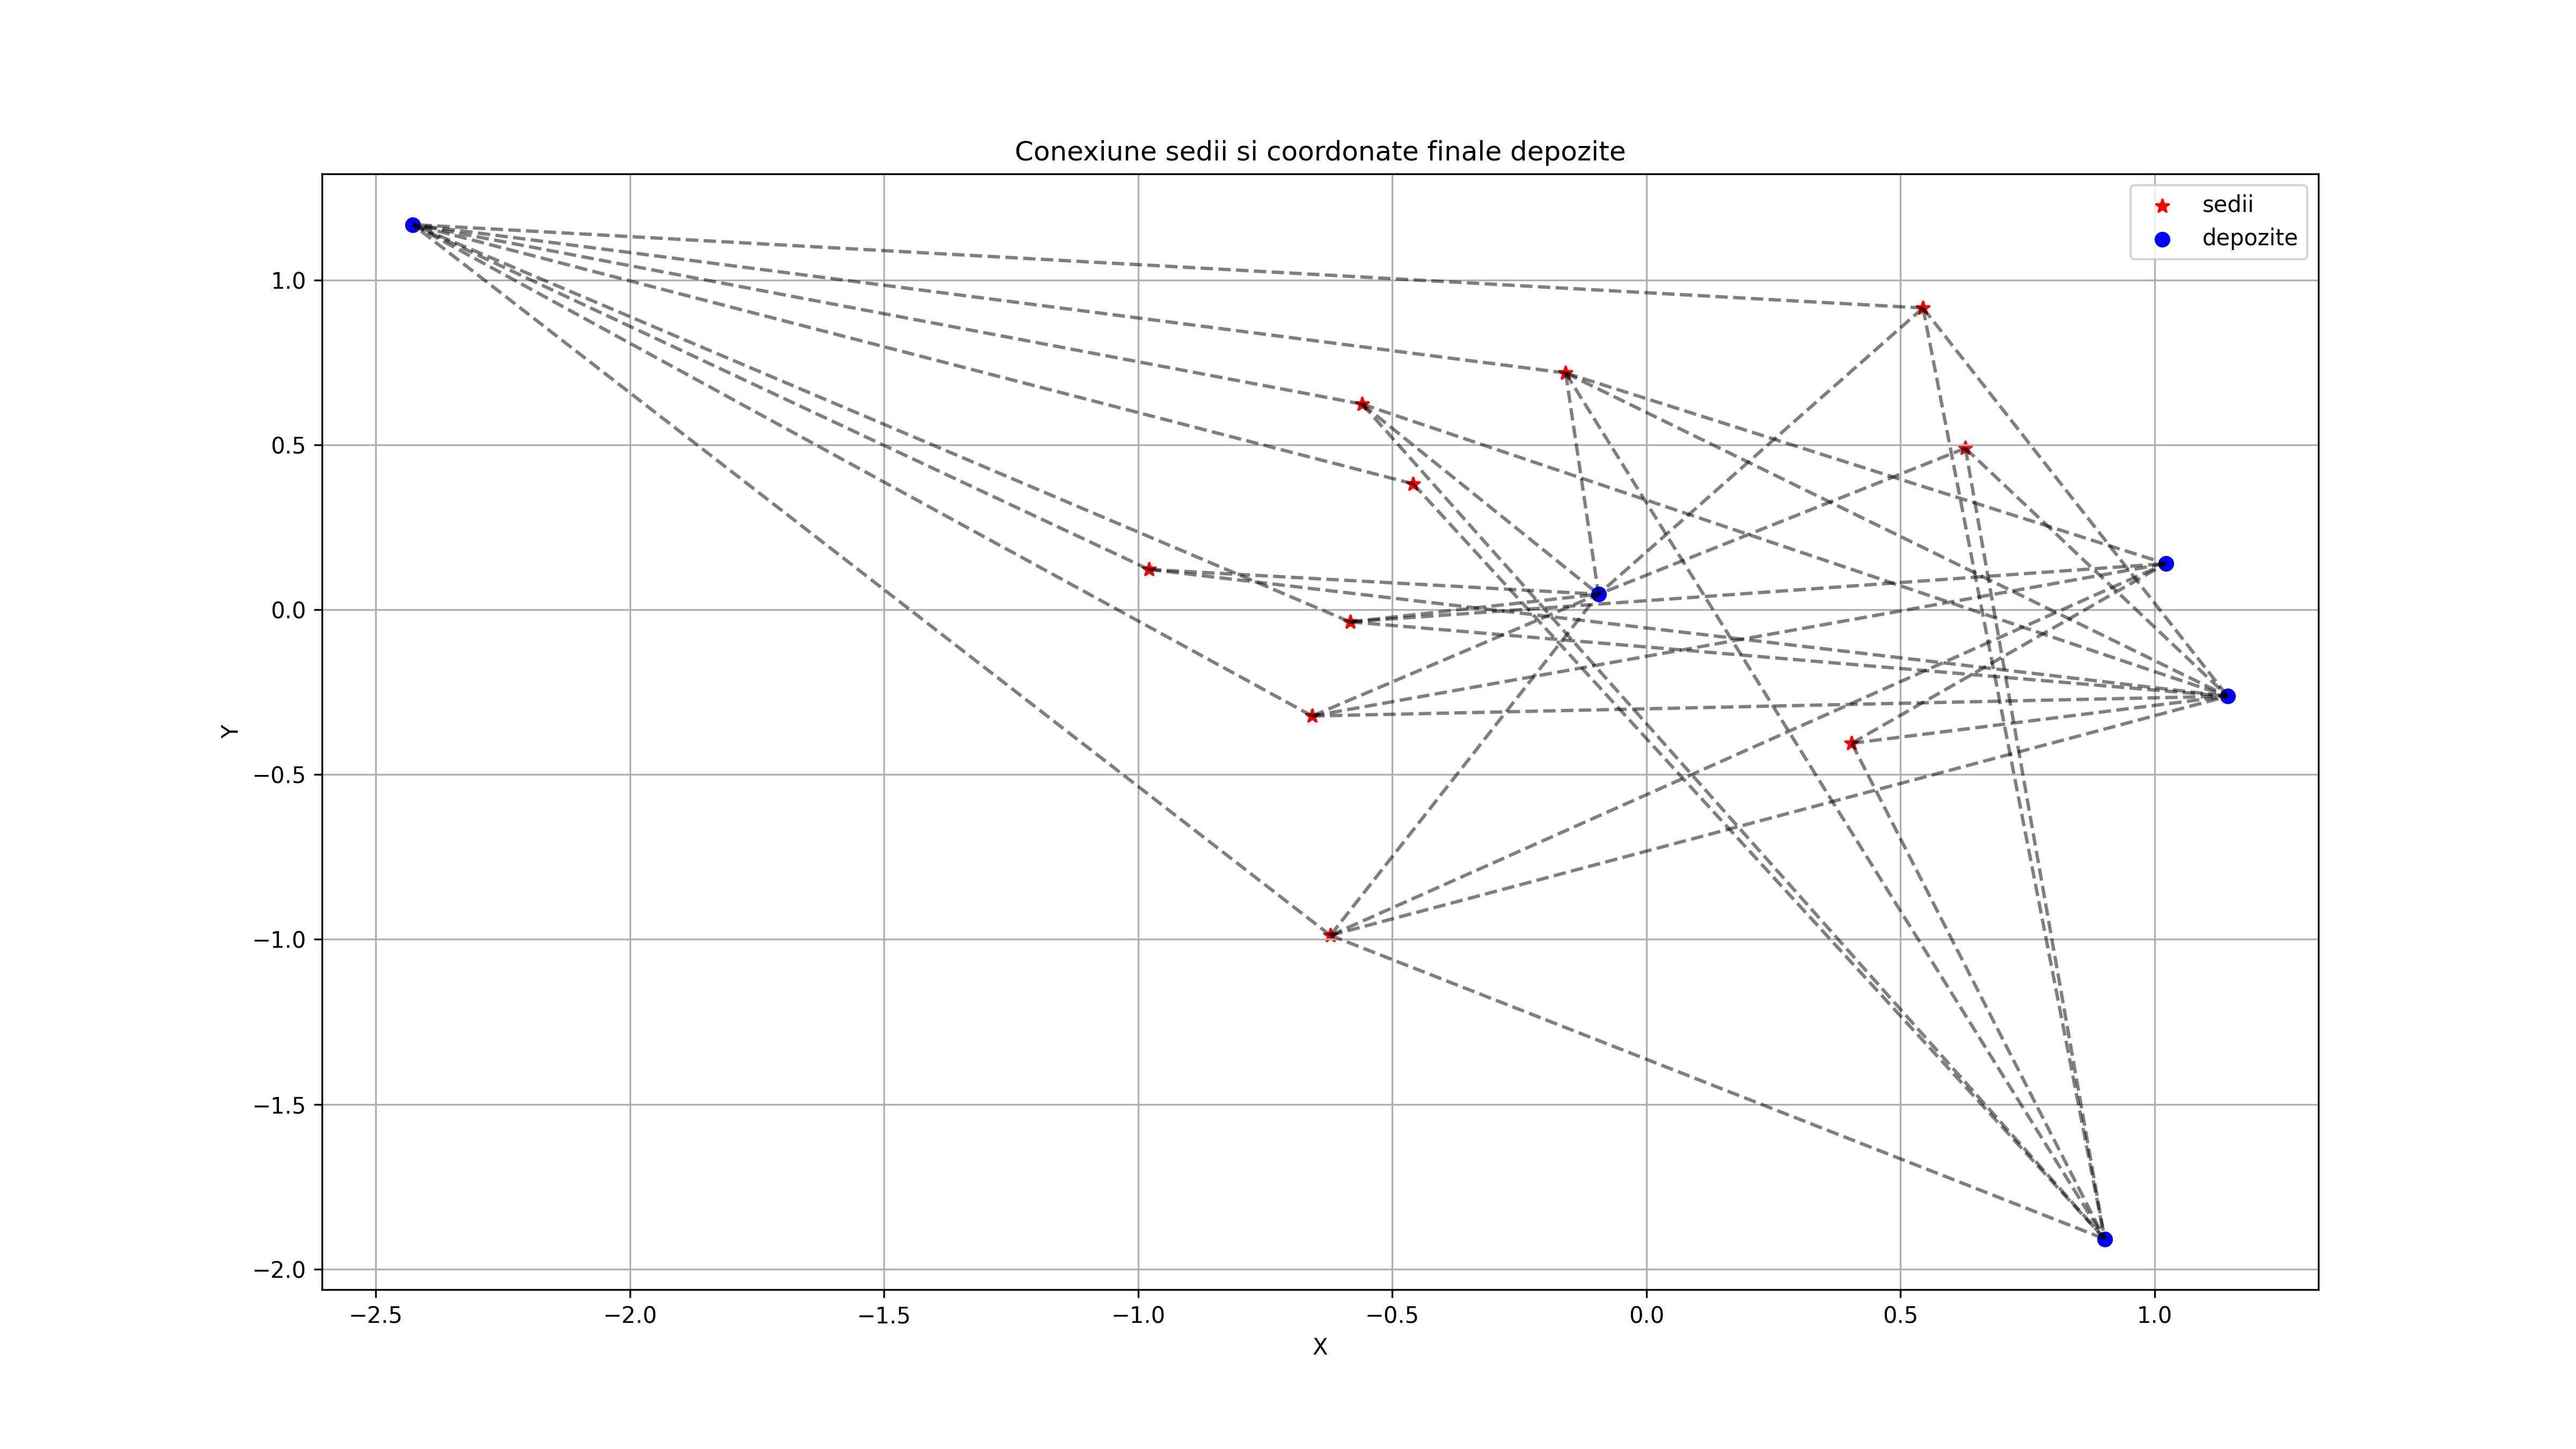 Conexiune sedii si coordonate finale depozite
sedii
depozite
1.0
0.5
0.0
−0.5
−1.0
−1.5
−2.0
Y
−2.5 −2.0 −1.5 −1.0 −0.5 0.0 0.5 1.0
X